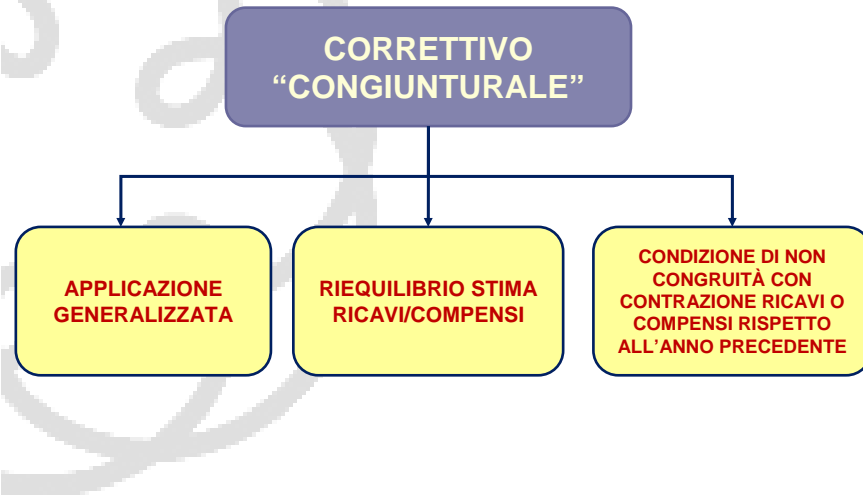 CORRETTIVO
“CONGIUNTURALE”
APPLICAZIONE
GENERALIZZATA
RIEQUILIBRIO STIMA
RICAVI/COMPENSI
CONDIZIONE DI NON
CONGRUITÀ CON
CONTRAZIONE RICAVI O
COMPENSI RISPETTO
ALL’ANNO PRECEDENTE